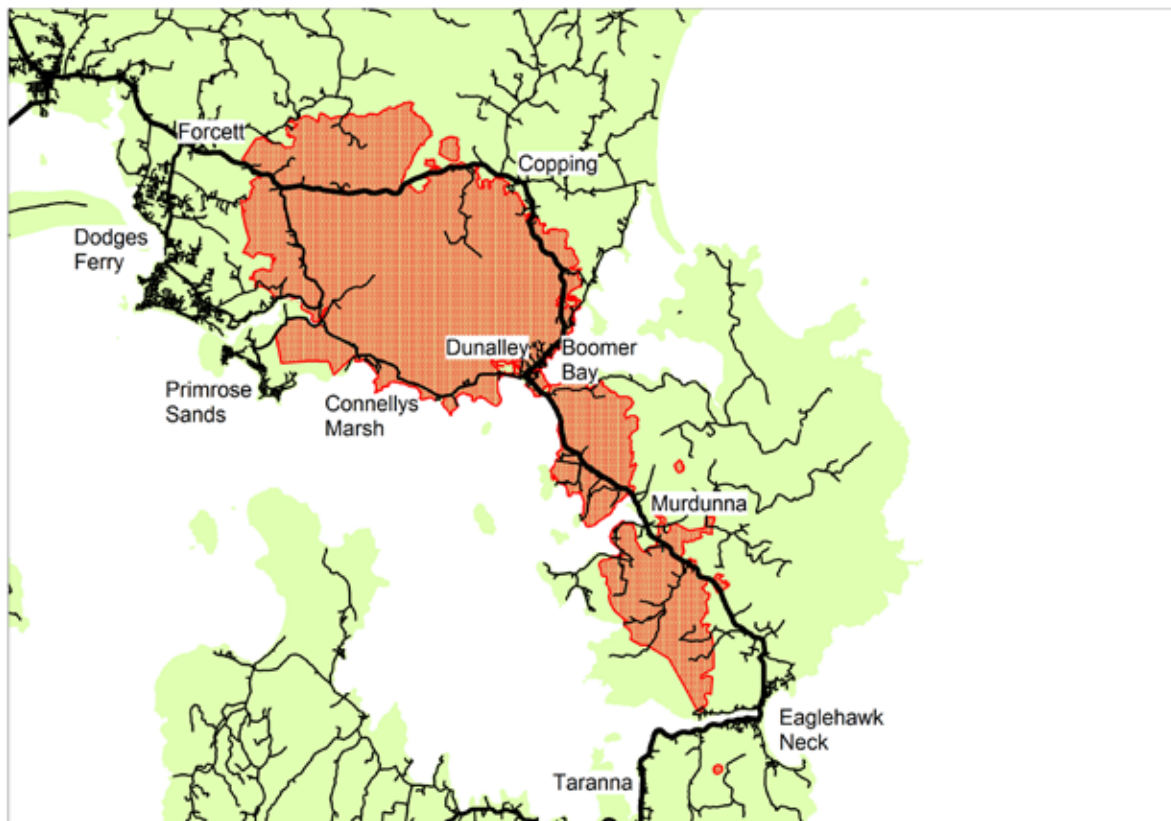 Forcett
Copping
Dodges
Ferry
Dunalley
Boomer
Bay
Primrose
Sands
Connellys
Marsh
Murdunna
Eaglehawk
Neck
Taranna